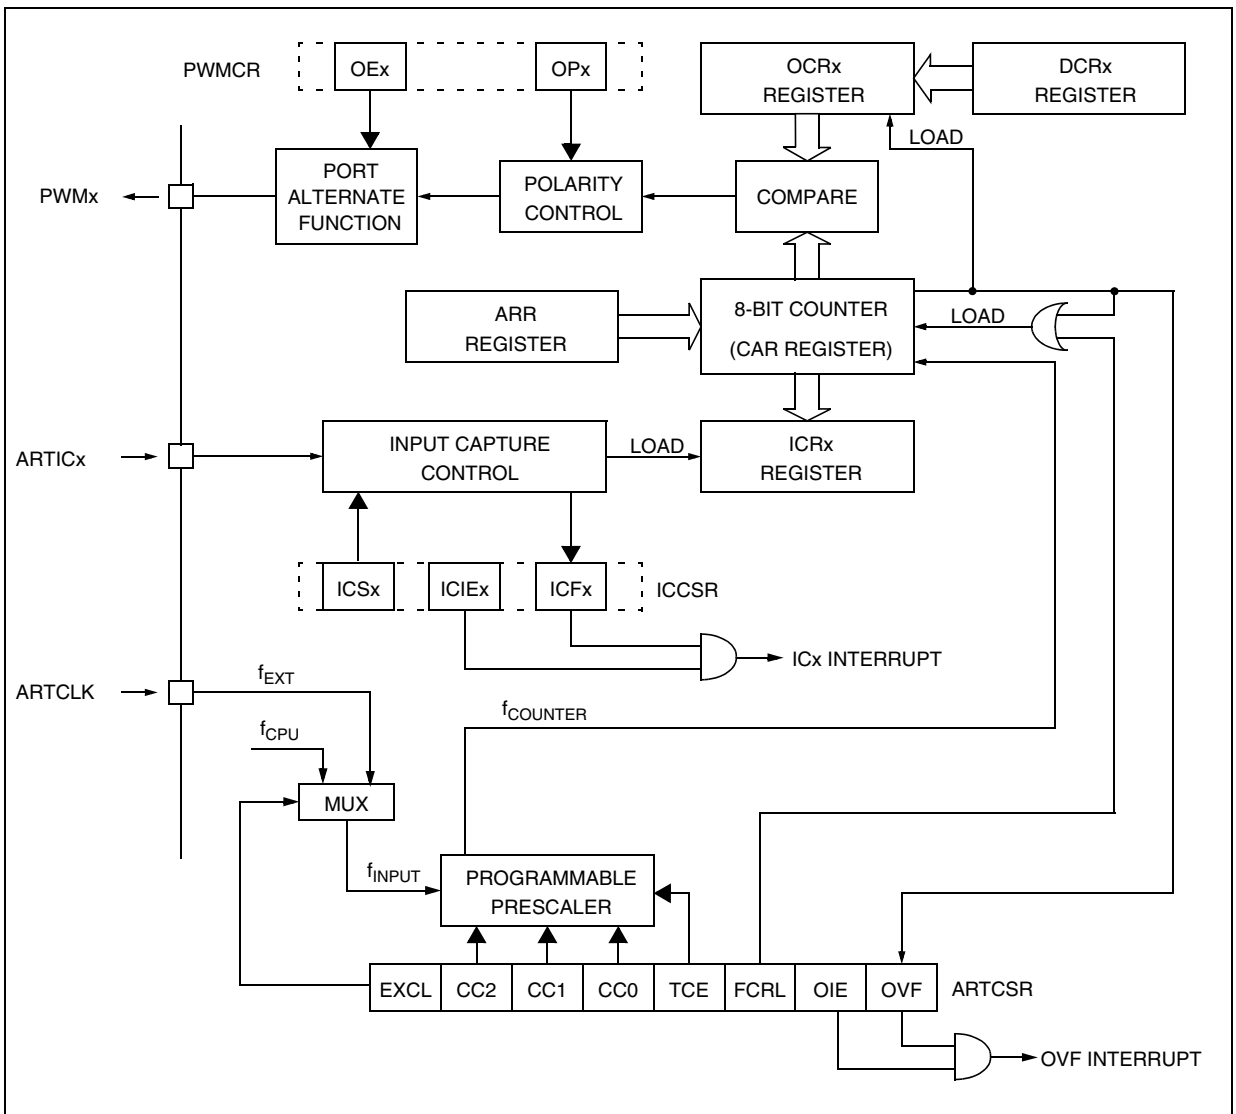 PWMCR
OEx
OPx
OCRx
REGISTER
DCRx
REGISTER
LOAD
PWMx
PORT
ALTERNATE
FUNCTION
POLARITY
CONTROL
COMPARE
ARR
REGISTER
8-BIT COUNTER
(CAR REGISTER)
LOAD
ARTICx
INPUT CAPTURE
CONTROL
LOAD
ICRx
REGISTER
ICSx
ICIEx
ICFx
ICCSR
ICx INTERRUPT
ARTCLK
fEXT
fCPU
fCOUNTER
MUX
fINPUT
PROGRAMMABLE
PRESCALER
EXCL
CC2
CC1
CC0
TCE
FCRL
OIE
OVF
ARTCSR
OVF INTERRUPT